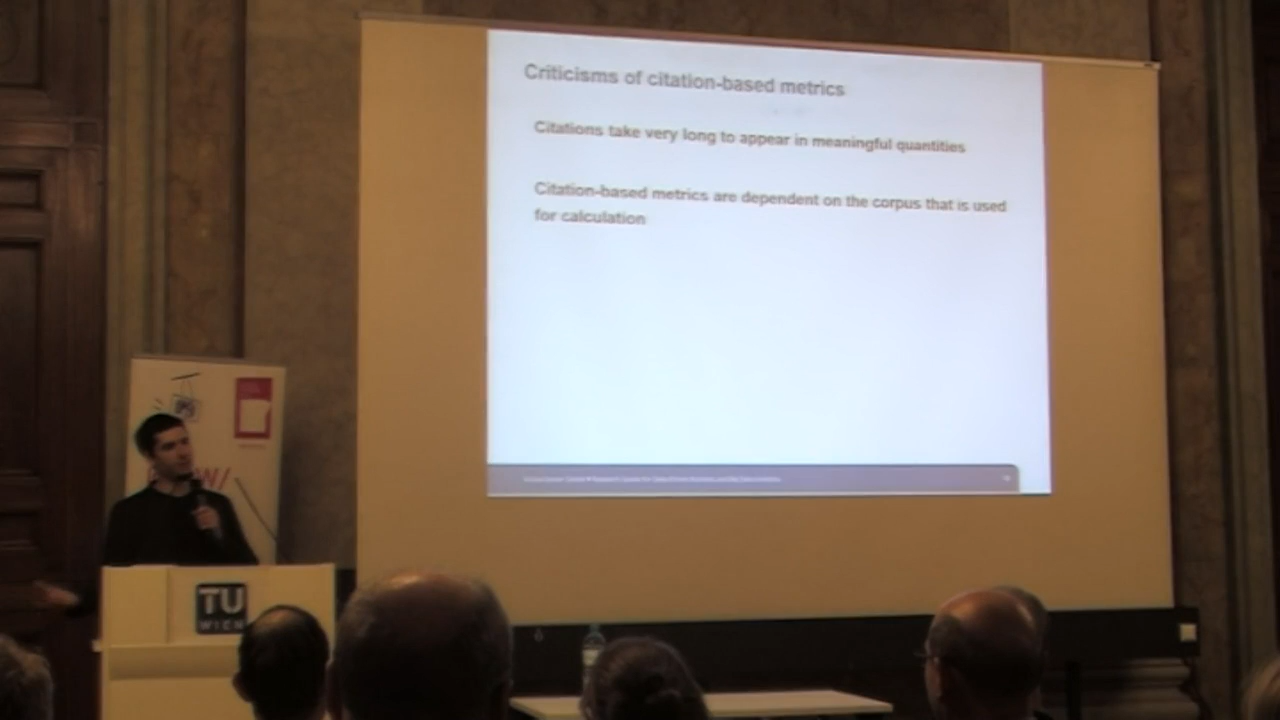 Criticisms of citation-based metrics
Citations take very long to appear in meaningful quantities
Citation-based metrics are dependent on the corpus that is used
for calculation
TU
WIEN